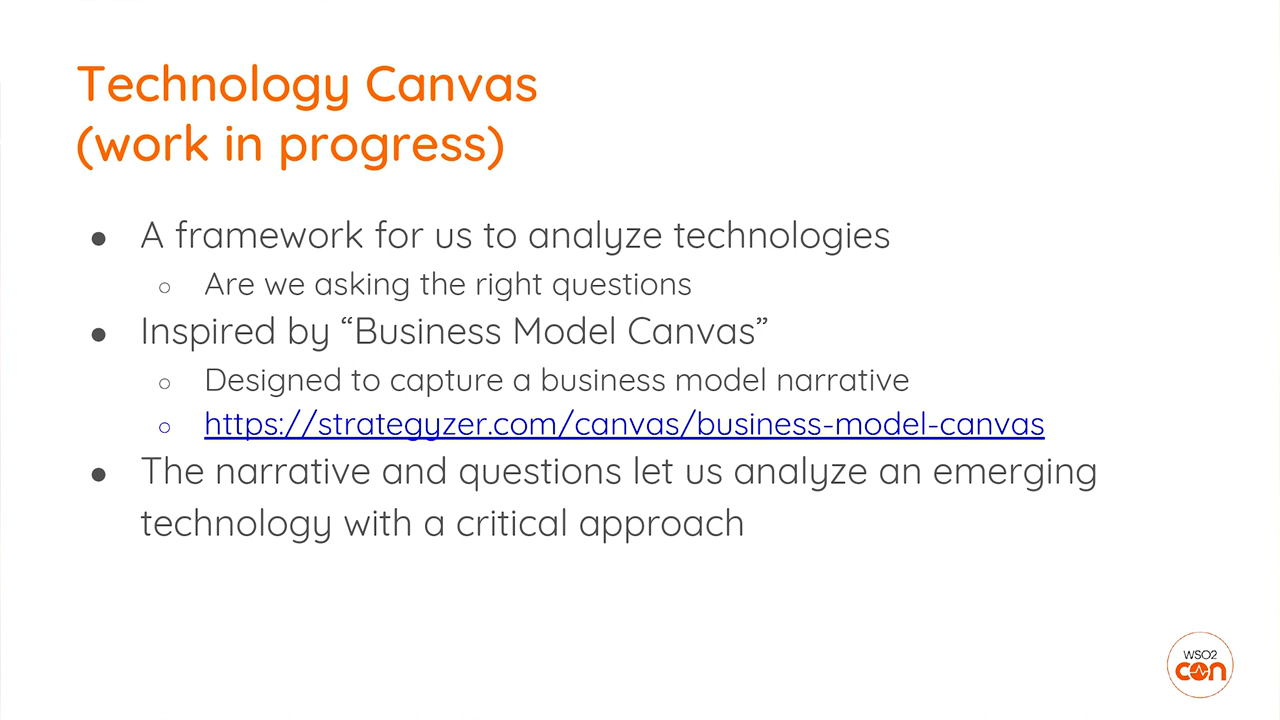 Technology Canvas
(work in progress)
● A framework for us to analyze technologies
○ Are we asking the right questions
● Inspired by “Business Model Canvas”
○ Designed to capture a business model narrative
○ https://strategyzer.com/canvas/business-model-canvas
● The narrative and questions let us analyze an emerging
technology with a critical approach
WSO2
con